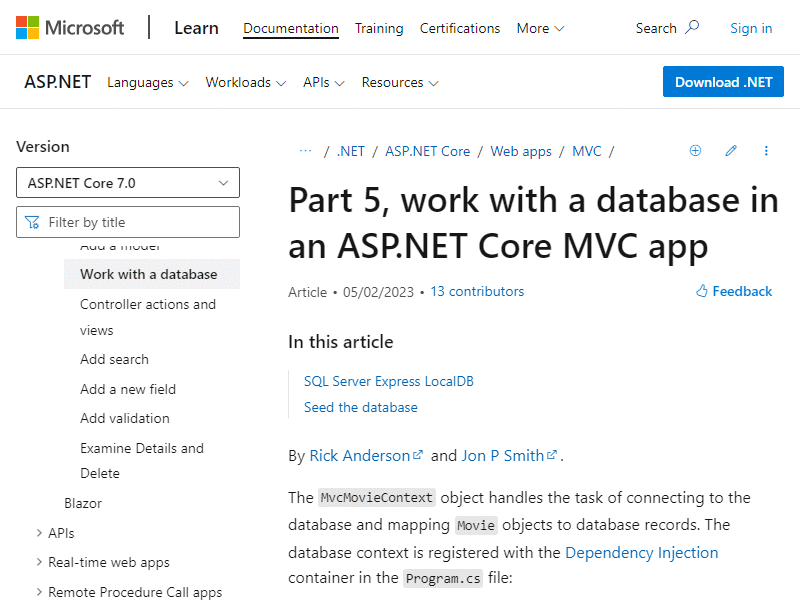 Microsoft Learn Documentation Training Certifications More Search Sign in
ASP.NET Languages Workloads APIs Resources Download .NET
Version
ASP.NET Core 7.0
Filter by title
Add a model
Work with a database
Controller actions and
views
Add search
Add a new field
Add validation
Examine Details and
Delete
Blazor
APIs
Real-time web apps
Remote Procedure Call apps
... / .NET / ASP.NET Core / Web apps / MVC /
Part 5, work with a database in
an ASP.NET Core MVC app
Article • 05/02/2023 • 13 contributors Feedback
In this article
SQL Server Express LocalDB
Seed the database
By Rick Anderson and Jon P Smith.
The MvcMovieContext object handles the task of connecting to the
database and mapping Movie objects to database records. The
database context is registered with the Dependency Injection
container in the Program.cs file: